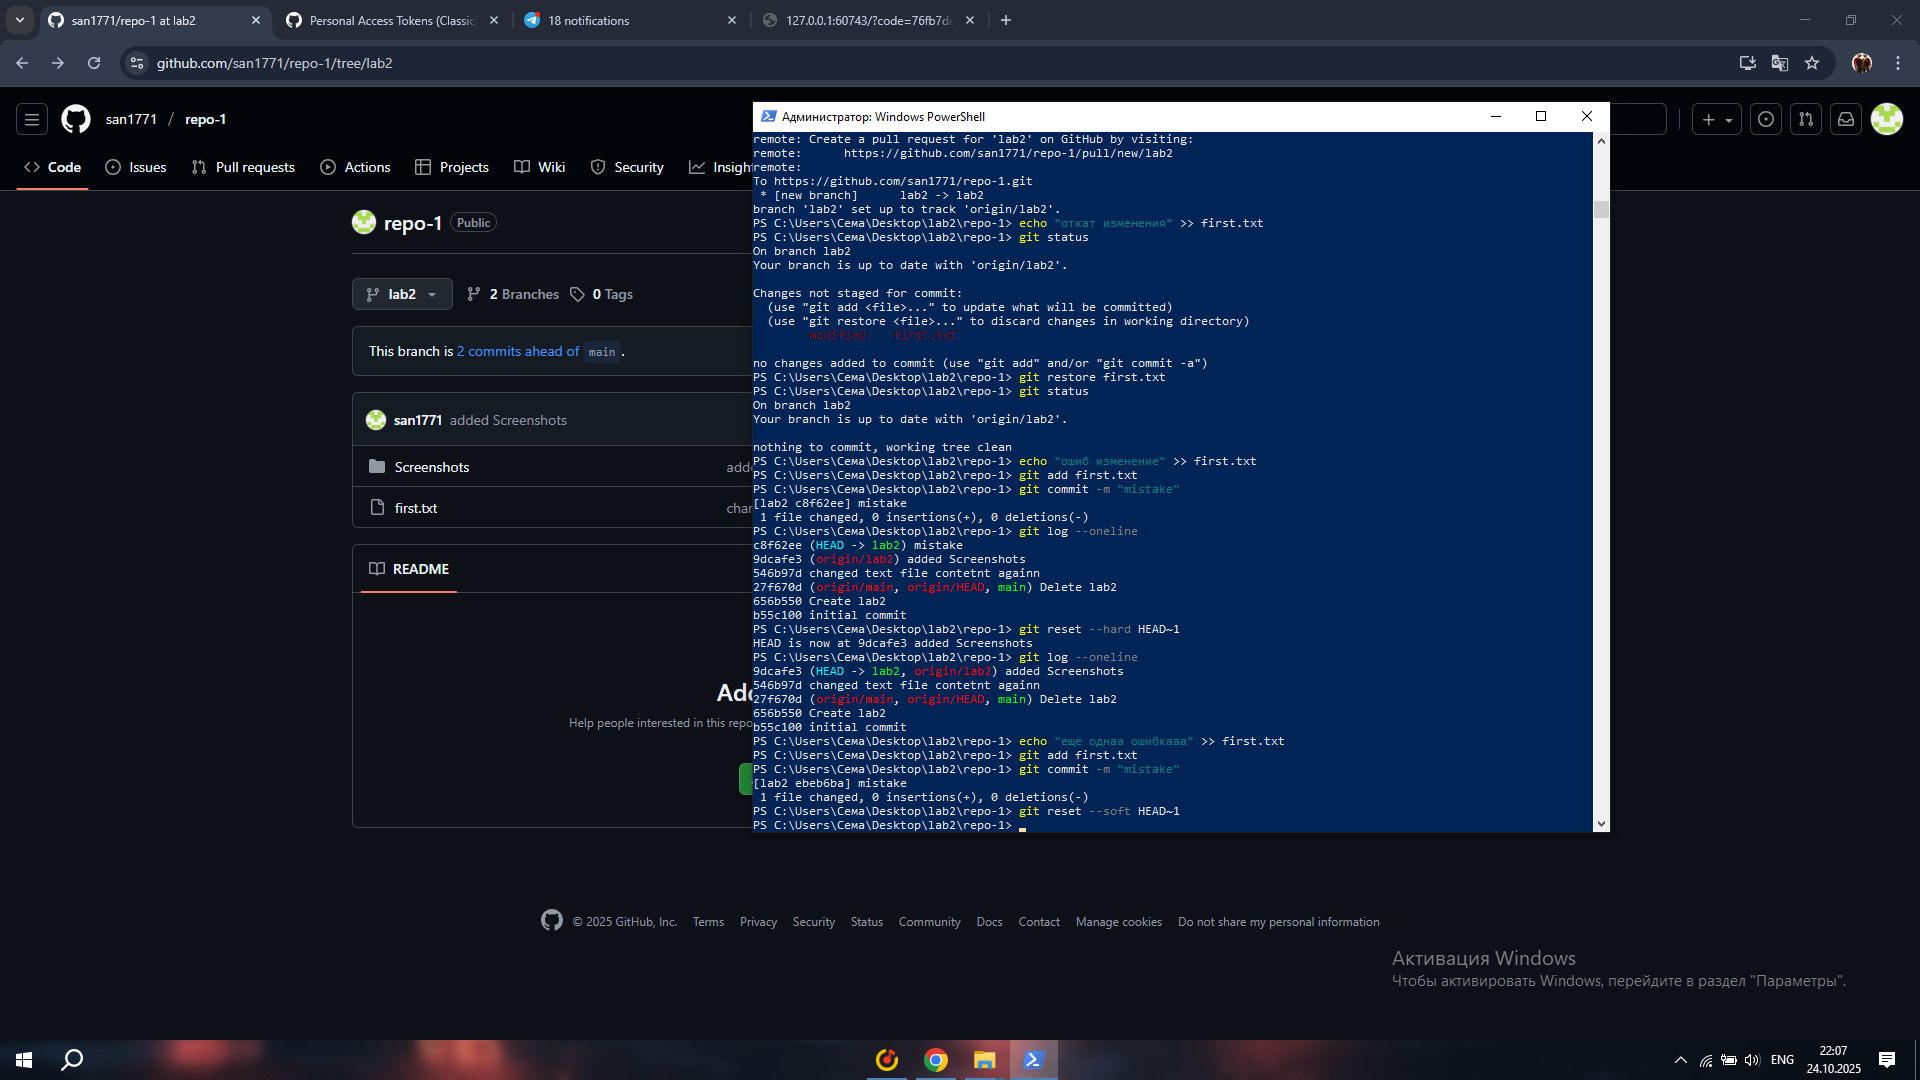 san1771/repo-1 at lab2
Personal Access Tokens (Classic
18 notifications
127.0.0.1:60743/?code=76fb7d
github.com/san1771/repo-1/tree/lab2
san1771 / repo-1
Code
Issues
Pull requests
Actions
Projects
Wiki
Security
Insigh
repo-1 Public
lab2
2 Branches
0 Tags
This branch is 2 commits ahead of main .
san1771 added Screenshots
Screenshots
adde
first.txt
char
README
Add
Help people interested in this repo
Администратор: Windows PowerShell
remote: Create a pull request for 'lab2' on GitHub by visiting:
remote:      https://github.com/san1771/repo-1/pull/new/lab2
remote:
To https://github.com/san1771/repo-1.git
 * [new branch]      lab2 -> lab2
branch 'lab2' set up to track 'origin/lab2'.
PS C:\Users\Сема\Desktop\lab2\repo-1> echo "откат изменения" >> first.txt
PS C:\Users\Сема\Desktop\lab2\repo-1> git status
On branch lab2
Your branch is up to date with 'origin/lab2'.
Changes not staged for commit:
  (use "git add <file>..." to update what will be committed)
  (use "git restore <file>..." to discard changes in working directory)
        modified:   first.txt
no changes added to commit (use "git add" and/or "git commit -a")
PS C:\Users\Сема\Desktop\lab2\repo-1> git restore first.txt
PS C:\Users\Сема\Desktop\lab2\repo-1> git status
On branch lab2
Your branch is up to date with 'origin/lab2'.
nothing to commit, working tree clean
PS C:\Users\Сема\Desktop\lab2\repo-1> echo "ошиб изменение" >> first.txt
PS C:\Users\Сема\Desktop\lab2\repo-1> git add first.txt
PS C:\Users\Сема\Desktop\lab2\repo-1> git commit -m "mistake"
[lab2 c8f62ee] mistake
 1 file changed, 0 insertions(+), 0 deletions(-)
PS C:\Users\Сема\Desktop\lab2\repo-1> git log --oneline
c8f62ee (HEAD -> lab2) mistake
9dcafe3 (origin/lab2) added Screenshots
546b97d changed text file contetnt againn
27f670d (origin/main, origin/HEAD, main) Delete lab2
656b550 Create lab2
b55c100 initial commit
PS C:\Users\Сема\Desktop\lab2\repo-1> git reset --hard HEAD~1
HEAD is now at 9dcafe3 added Screenshots
PS C:\Users\Сема\Desktop\lab2\repo-1> git log --oneline
9dcafe3 (HEAD -> lab2, origin/lab2) added Screenshots
546b97d changed text file contetnt againn
27f670d (origin/main, origin/HEAD, main) Delete lab2
656b550 Create lab2
b55c100 initial commit
PS C:\Users\Сема\Desktop\lab2\repo-1> echo "еще однаа ошибкааа" >> first.txt
PS C:\Users\Сема\Desktop\lab2\repo-1> git add first.txt
PS C:\Users\Сема\Desktop\lab2\repo-1> git commit -m "mistake"
[lab2 ebeb6ba] mistake
 1 file changed, 0 insertions(+), 0 deletions(-)
PS C:\Users\Сема\Desktop\lab2\repo-1> git reset --soft HEAD~1
PS C:\Users\Сема\Desktop\lab2\repo-1>
© 2025 GitHub, Inc. Terms Privacy Security Status Community Docs Contact Manage cookies Do not share my personal information
Активация Windows
Чтобы активировать Windows, перейдите в раздел "Параметры".
ENG
22:07
24.10.2025